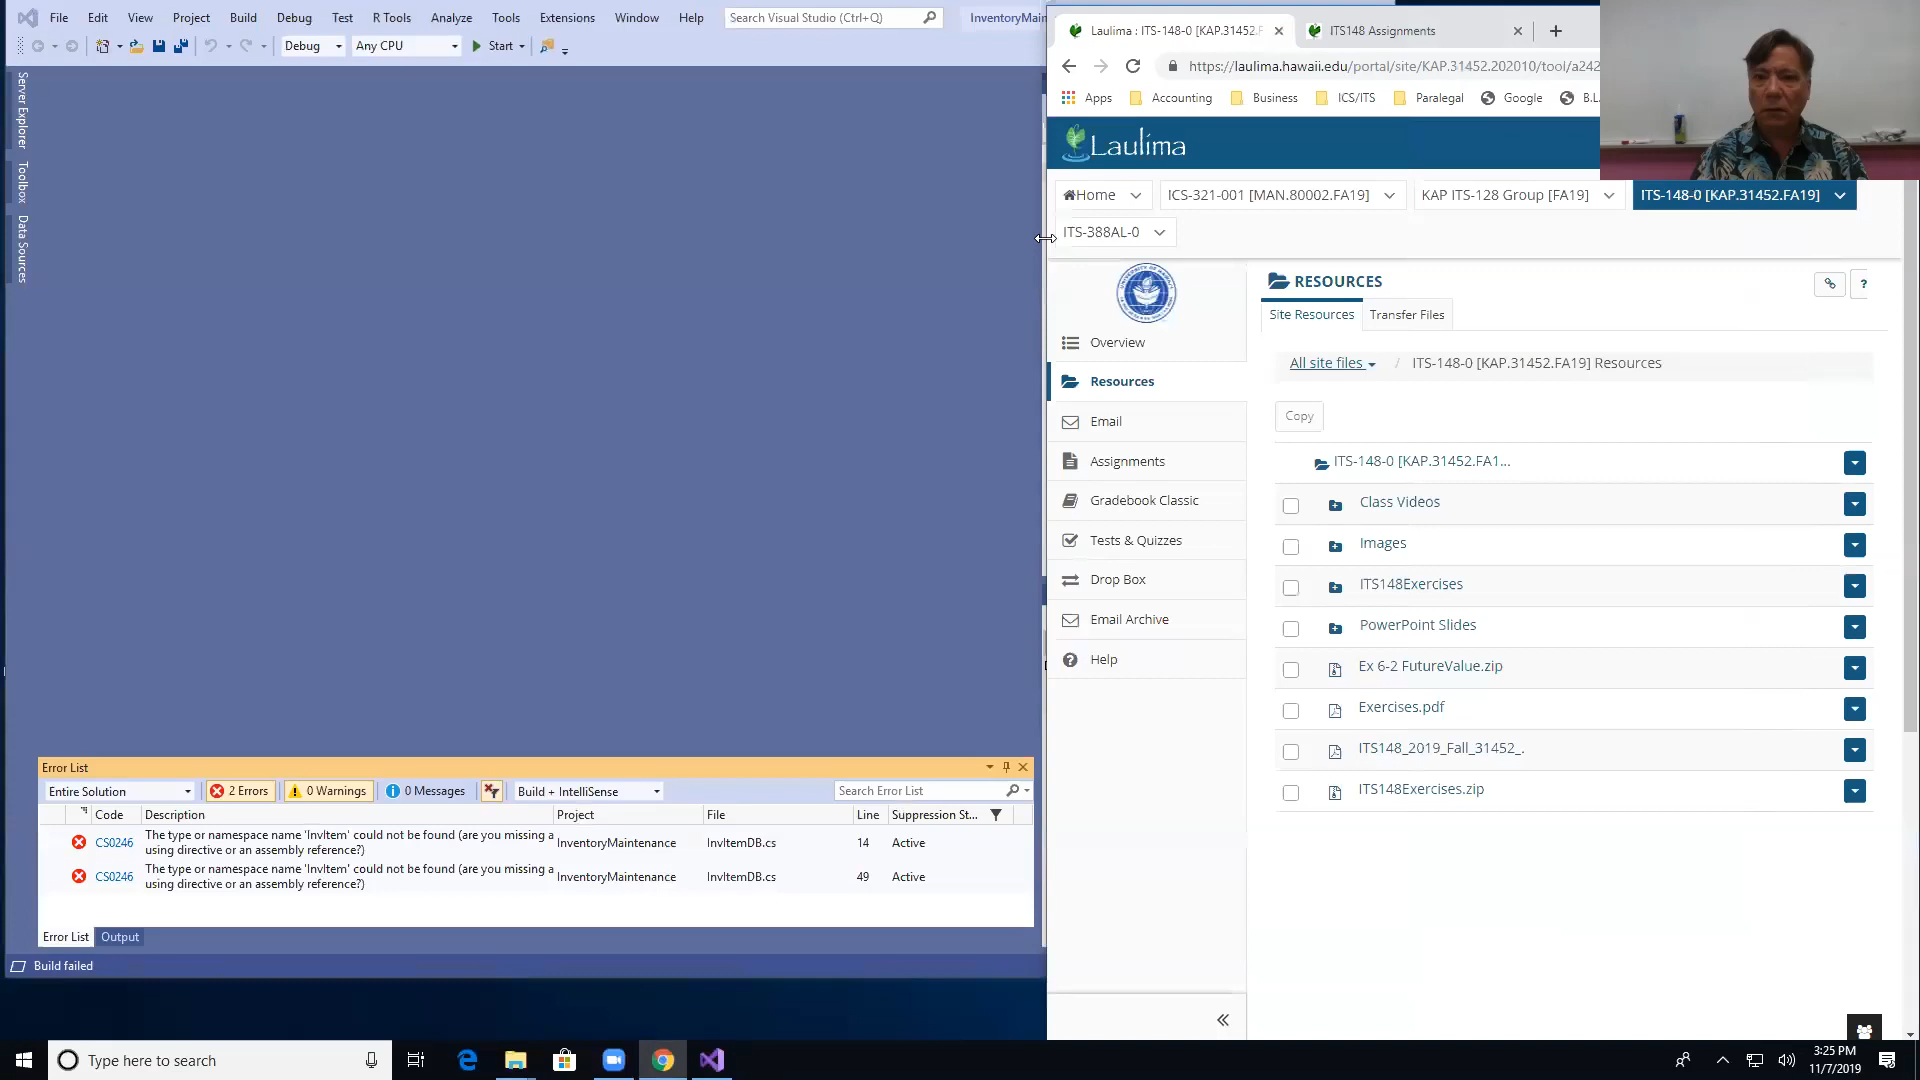 File Edit View Project Build Debug Test R Tools Analyze Tools Extensions Window Help Search Visual Studio (Ctrl+Q) InventoryMain
Debug Any CPU Start
Server Explorer
Toolbox
Data Sources
Error List
Entire Solution 2 Errors 0 Warnings 0 Messages Build + IntelliSense Search Error List
Code Description Project File Line Suppression St...
CS0246 The type or namespace name 'InvItem' could not be found (are you missing a using directive or an assembly reference?) InventoryMaintenance InvItemDB.cs 14 Active
CS0246 The type or namespace name 'InvItem' could not be found (are you missing a using directive or an assembly reference?) InventoryMaintenance InvItemDB.cs 49 Active
Error List Output
Build failed
Laulima : ITS-148-0 [KAP.31452.F ITS148 Assignments
https://laulima.hawaii.edu/portal/site/KAP.31452.202010/tool/a242
Apps Accounting Business ICS/ITS Paralegal Google B.L
Laulima
Home ICS-321-001 [MAN.80002.FA19] KAP ITS-128 Group [FA19] ITS-148-0 [KAP.31452.FA19]
ITS-388AL-0
Overview
Resources
Email
Assignments
Gradebook Classic
Tests & Quizzes
Drop Box
Email Archive
Help
RESOURCES
?
Site Resources Transfer Files
All site files / ITS-148-0 [KAP.31452.FA19] Resources
Copy
ITS-148-0 [KAP.31452.FA1...
Class Videos
Images
ITS148Exercises
PowerPoint Slides
Ex 6-2 FutureValue.zip
Exercises.pdf
ITS148_2019_Fall_31452_.
ITS148Exercises.zip
«
Type here to search
3:25 PM
11/7/2019